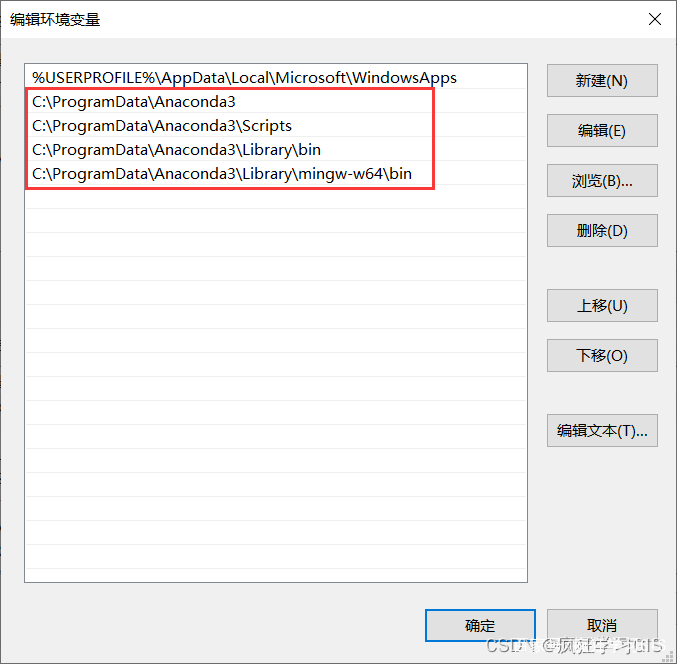 编辑环境变量
%USERPROFILE%\AppData\Local\Microsoft\WindowsApps
C:\ProgramData\Anaconda3
C:\ProgramData\Anaconda3\Scripts
C:\ProgramData\Anaconda3\Library\bin
C:\ProgramData\Anaconda3\Library\mingw-w64\bin
新建(N)
编辑(E)
浏览(B)...
删除(D)
上移(U)
下移(O)
编辑文本(T)...
确定
取消
CSDN @疯狂学习GIS